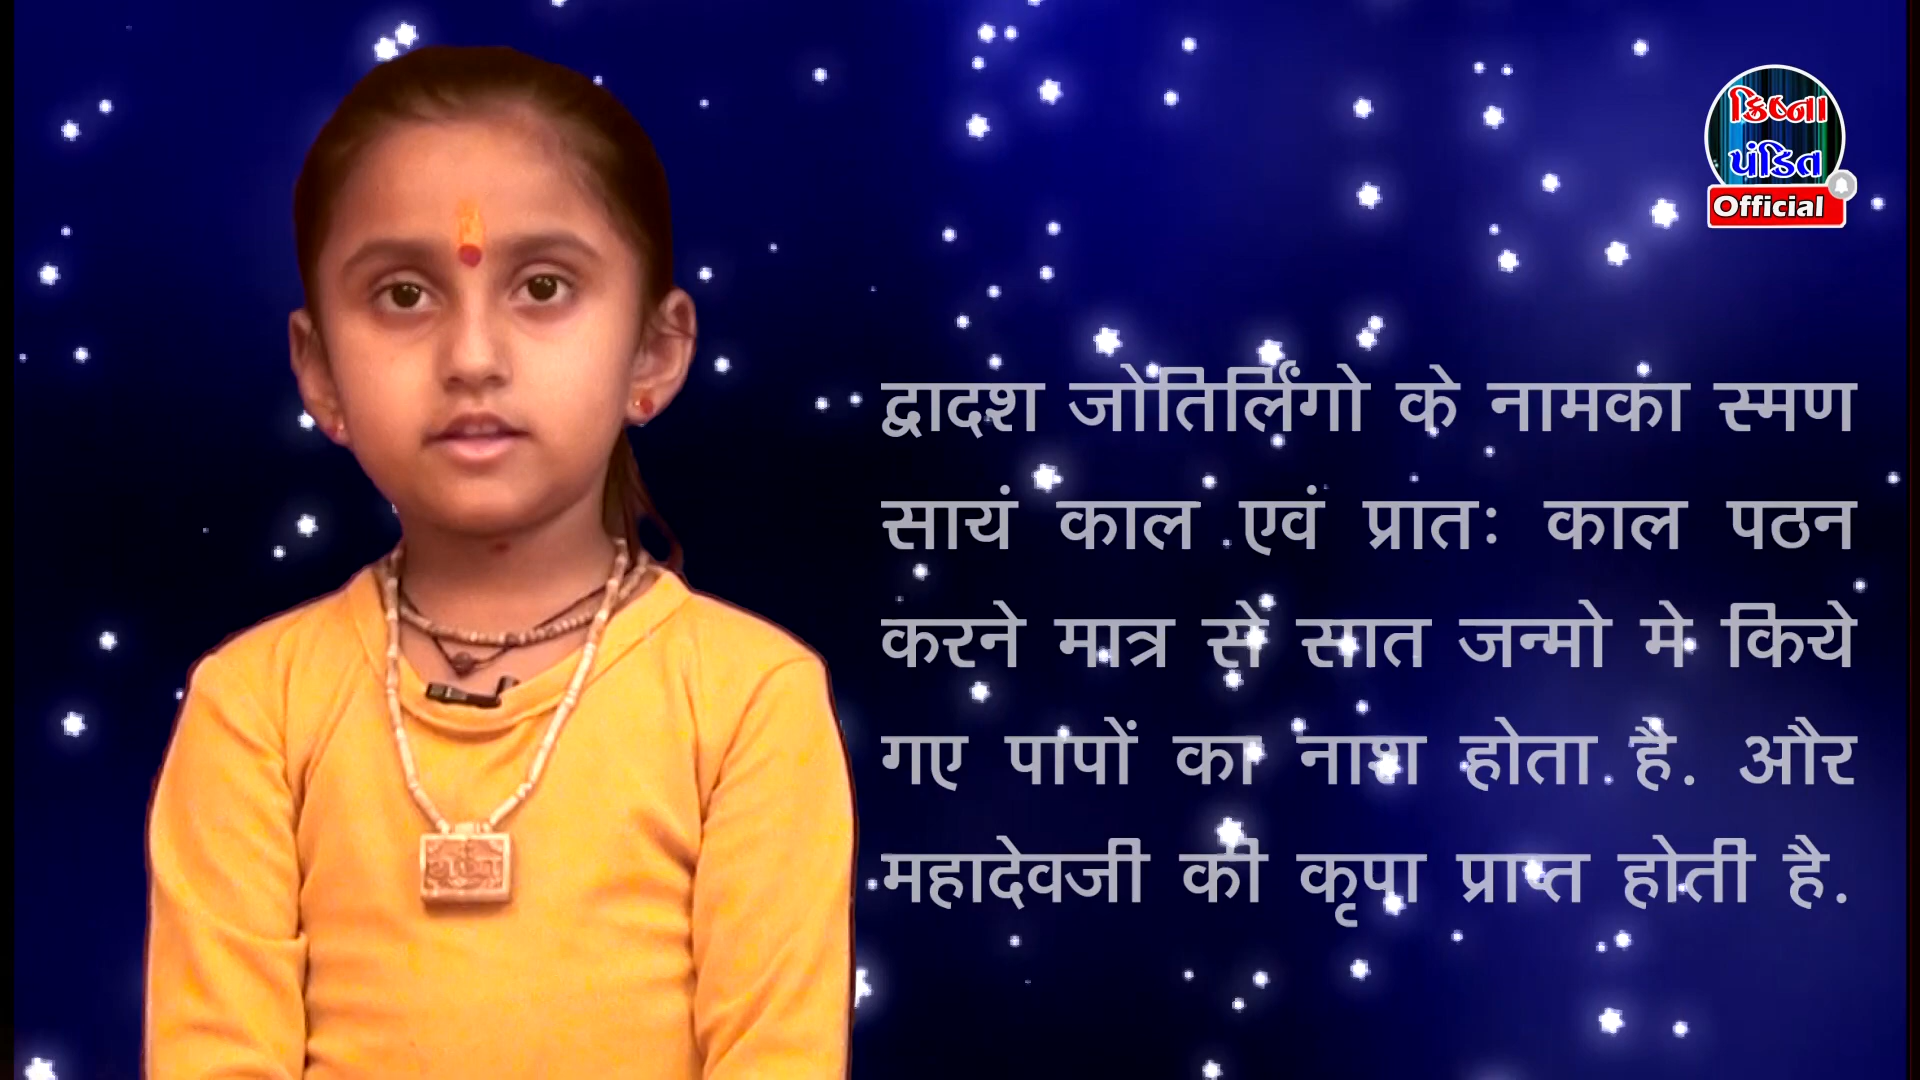 ક્રિષ્ના
પંડિત
Official
द्वादश जोतिर्लिंगो के नामका स्मण
सायं काल एवं प्रातः काल पठन
करने मात्र से सात जन्मो मे किये
गए पापों का नाश होता है. और
महादेवजी की कृपा प्राप्त होती है.